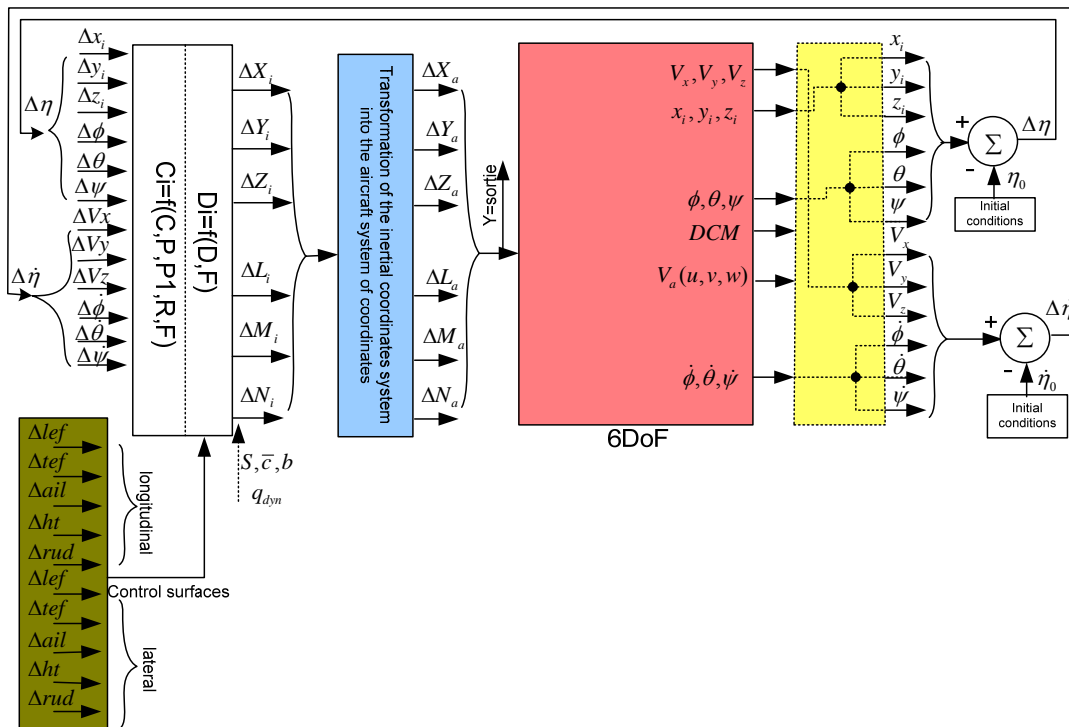 Δη
Δη̇
Δx_i
Δy_i
Δz_i
Δϕ
Δθ
Δψ
ΔVx
ΔVy
ΔVz
Δϕ̇
Δθ̇
Δψ̇
Ci=f(C,P,P1,R,F)
Di=f(D,F)
ΔX_i
ΔY_i
ΔZ_i
ΔL_i
ΔM_i
ΔN_i
S, c̅, b
q_dyn
Transformation of the inertial coordinates system
into the aircraft system of coordinates
ΔX_a
ΔY_a
ΔZ_a
ΔL_a
ΔM_a
ΔN_a
Y=sortie
V_x, V_y, V_z
x_i, y_i, z_i
ϕ, θ, ψ
DCM
V_a(u, v, w)
ϕ̇, θ̇, ψ̇
6DoF
x_i
y_i
z_i
ϕ
θ
ψ
V_x
V_y
V_z
ϕ̇
θ̇
ψ̇
+
Σ
-
Δη
η_0
Initial
conditions
+
Σ
-
Δη
η̇_0
Initial
conditions
Δlef
Δtef
Δail
Δht
Δrud
longitudinal
Δlef
Δtef
Δail
Δht
Δrud
lateral
Control surfaces